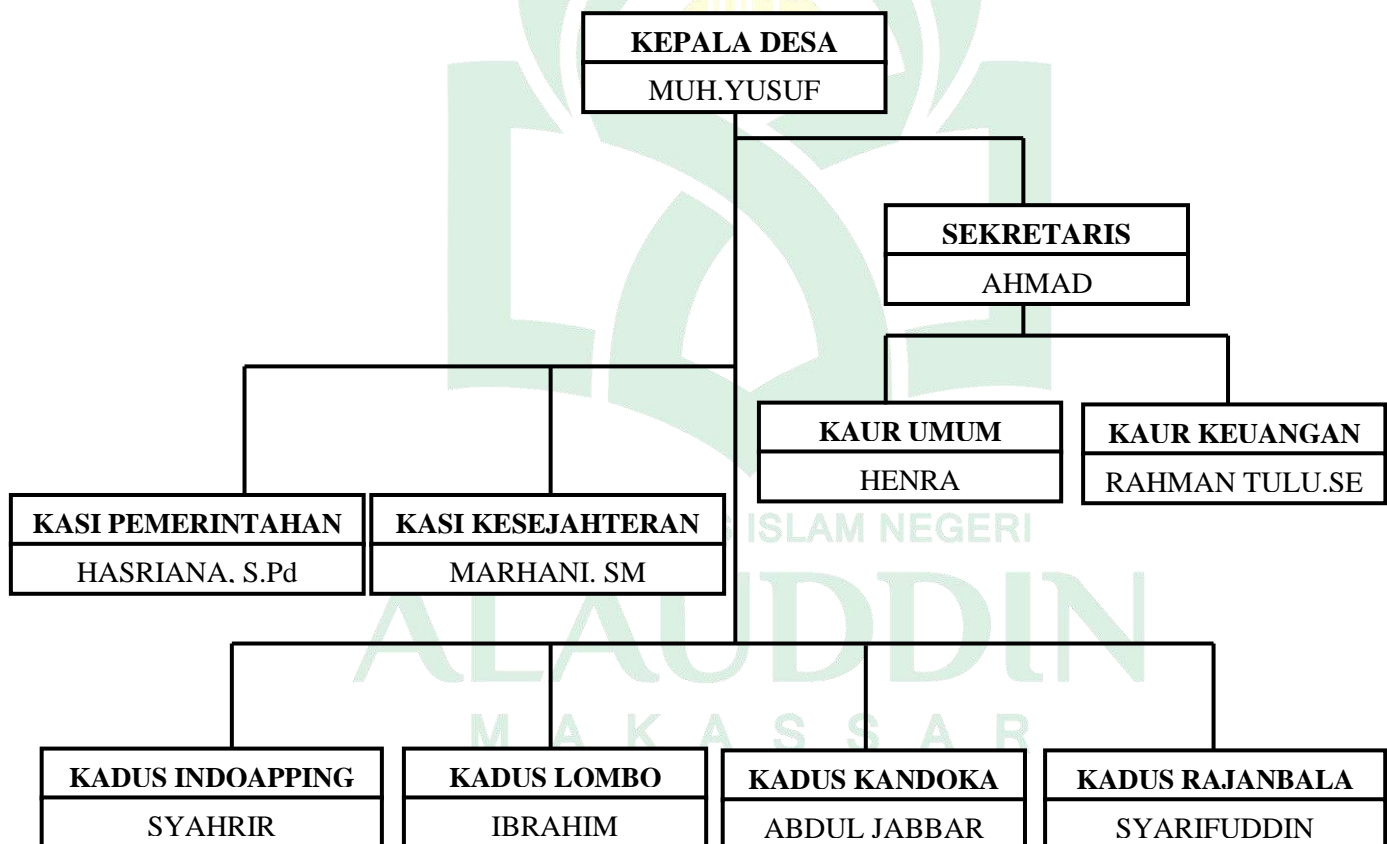 KEPALA DESA
MUH.YUSUF
SEKRETARIS
AHMAD
KAUR UMUM
HENRA
KAUR KEUANGAN
RAHMAN TULU.SE
KASI PEMERINTAHAN
HASRIANA, S.Pd
KASI KESEJAHTERAN
MARHANI. SM
ISLAM NEGERI
ALAUDDIN
MAKASSAR
KADUS INDOAPPING
SYAHRIR
KADUS LOMBO
IBRAHIM
KADUS KANDOKA
ABDUL JABBAR
KADUS RAJANBALA
SYARIFUDDIN